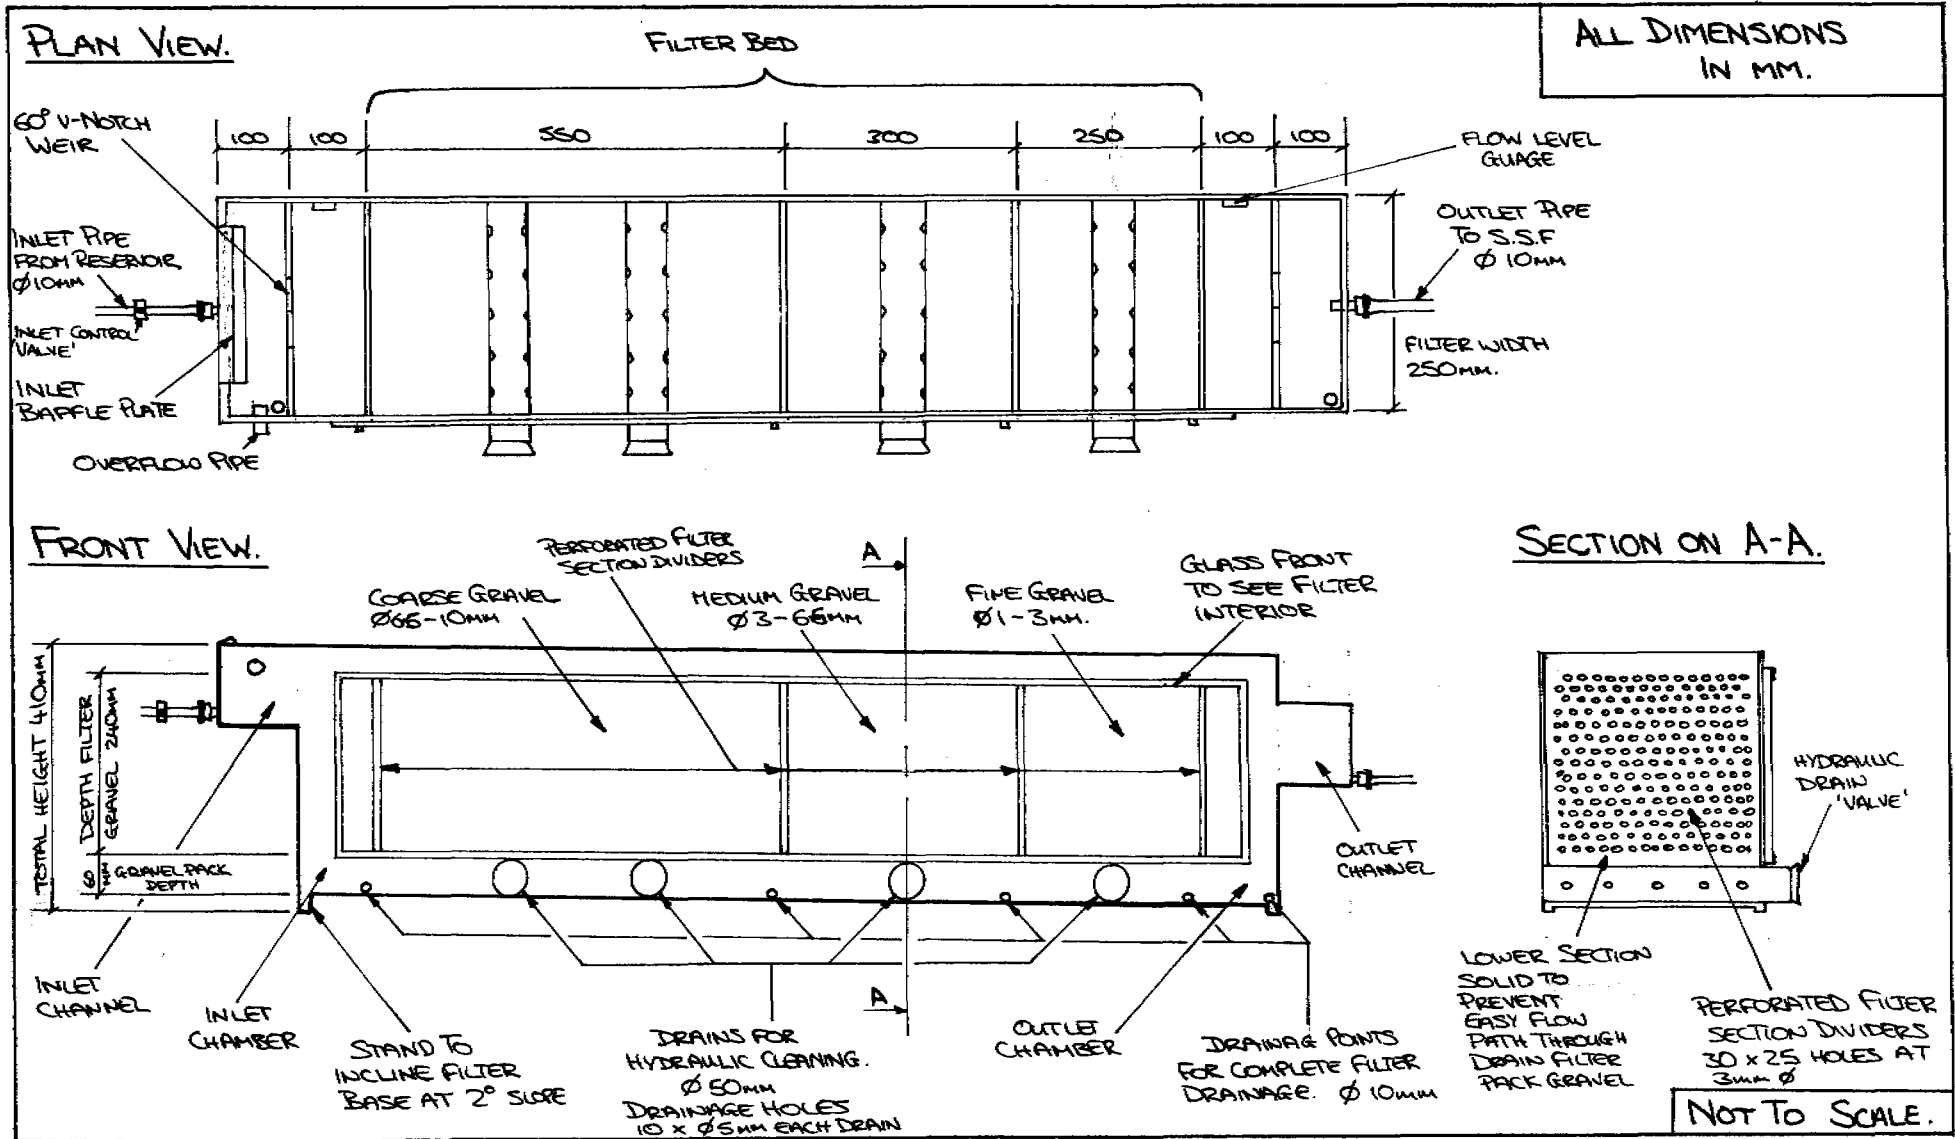 PLAN VIEW.
FILTER BED
ALL DIMENSIONS
IN MM.
60° V-NOTCH
WEIR
100
100
550
300
250
100
100
FLOW LEVEL
GUAGE
INLET PIPE
FROM RESERVOIR
Ø10MM
INLET CONTROL
'VALVE'
INLET
BAFFLE PLATE
OVERFLOW PIPE
OUTLET PIPE
TO S.S.F
Ø 10MM
FILTER WIDTH
250MM.
FRONT VIEW.
SECTION ON A-A.
PERFORATED FILTER
SECTION DIVIDERS
A
COARSE GRAVEL
Ø66-10MM
MEDIUM GRAVEL
Ø3-66MM
FINE GRAVEL
Ø1-3MM.
GLASS FRONT
TO SEE FILTER
INTERIOR
TOTAL HEIGHT 410MM
DEPTH FILTER
GRAVEL 240MM
60
MM
GRAVEL PACK
DEPTH
HYDRAULIC
DRAIN
'VALVE'
OUTLET
CHANNEL
INLET
CHANNEL
INLET
CHAMBER
STAND TO
INCLINE FILTER
BASE AT 2° SLOPE
DRAINS FOR
HYDRAULIC CLEANING.
Ø 50MM
DRAINAGE HOLES
10 x Ø5MM EACH DRAIN
A
OUTLET
CHAMBER
DRAINAG POINTS
FOR COMPLETE FILTER
DRAINAGE. Ø 10MM
LOWER SECTION
SOLID TO
PREVENT
EASY FLOW
PATH THROUGH
DRAIN FILTER
PACK GRAVEL
PERFORATED FILTER
SECTION DIVIDERS
30 x 25 HOLES AT
3MM Ø
NOT TO SCALE.